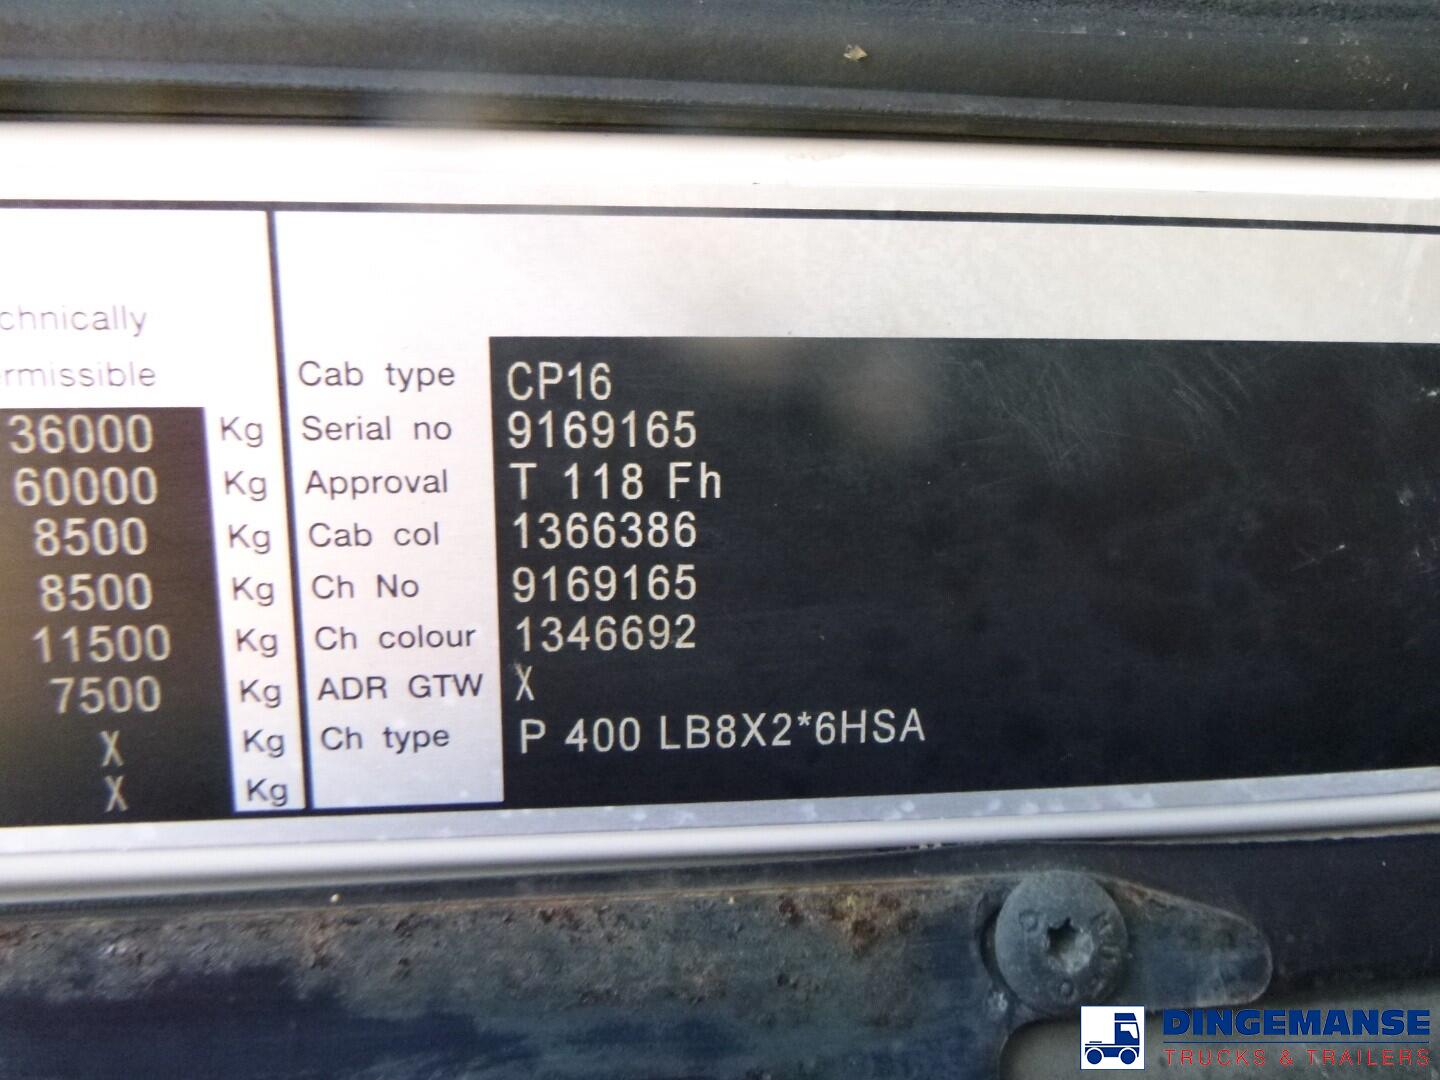 chnically
ermissible
36000 Kg
60000 Kg
8500 Kg
8500 Kg
11500 Kg
7500 Kg
X Kg
X Kg
Cab type CP16
Serial no 9169165
Approval T 118 Fh
Cab col 1366386
Ch No 9169165
Ch colour 1346692
ADR GTW X
Ch type P 400 LB8X2*6HSA
DINGEMANSE
TRUCKS & TRAILERS